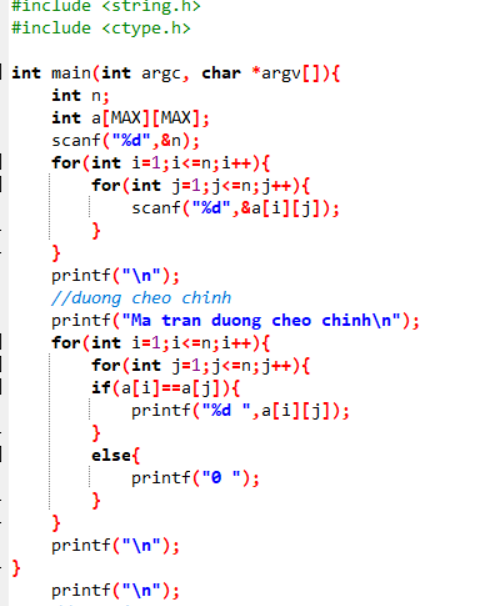 #include <string.h>
#include <ctype.h>
int main(int argc, char *argv[]){
int n;
int a[MAX][MAX];
scanf("%d",&n);
for(int i=1;i<=n;i++){
for(int j=1;j<=n;j++){
scanf("%d",&a[i][j]);
}
}
printf("\n");
//duong cheo chinh
printf("Ma tran duong cheo chinh\n");
for(int i=1;i<=n;i++){
for(int j=1;j<=n;j++){
if(a[i]==a[j]){
printf("%d ",a[i][j]);
}
else{
printf("0 ");
}
}
printf("\n");
}
printf("\n");